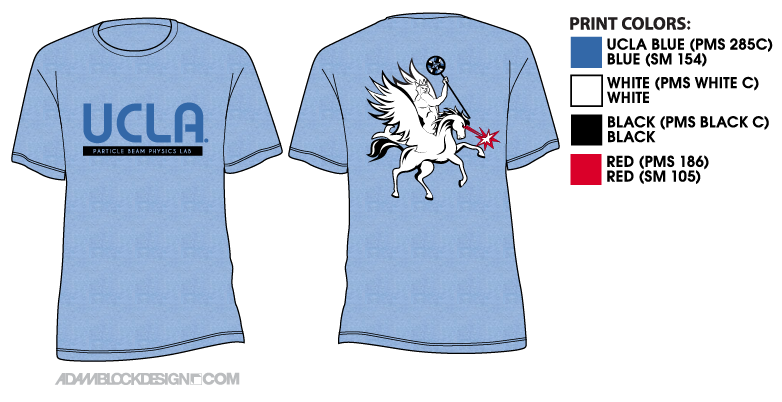 UCLA
PARTICLE BEAM PHYSICS LAB
PRINT COLORS:
UCLA BLUE (PMS 285C)
BLUE (SM 154)
WHITE (PMS WHITE C)
WHITE
BLACK (PMS BLACK C)
BLACK
RED (PMS 186)
RED (SM 105)
ADAMBLOCKDESIGN.COM